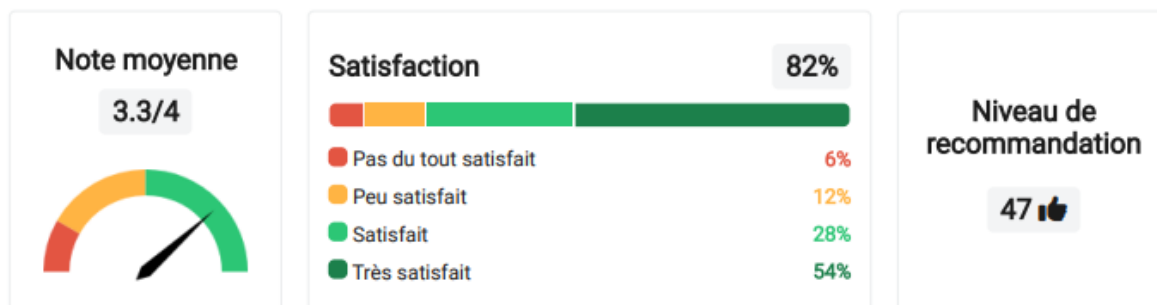 Note moyenne
3.3/4
Satisfaction
82%
Pas du tout satisfait 6%
Peu satisfait 12%
Satisfait 28%
Très satisfait 54%
Niveau de
recommandation
47